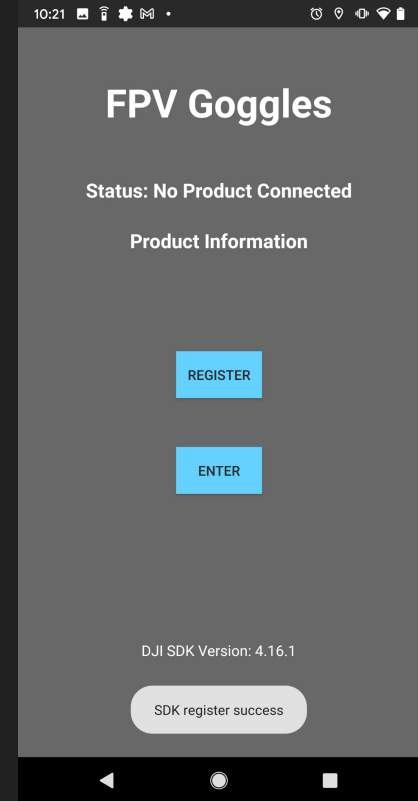 10:21
FPV Goggles
Status: No Product Connected
Product Information
REGISTER
ENTER
DJI SDK Version: 4.16.1
SDK register success